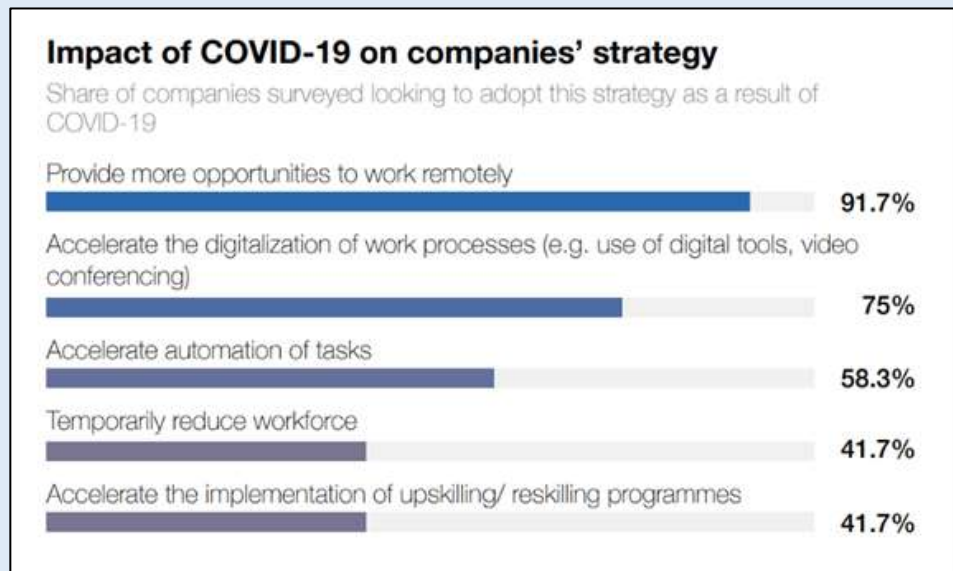 Impact of COVID-19 on companies’ strategy
Share of companies surveyed looking to adopt this strategy as a result of
COVID-19
Provide more opportunities to work remotely
91.7%
Accelerate the digitalization of work processes (e.g. use of digital tools, video
conferencing)
75%
Accelerate automation of tasks
58.3%
Temporarily reduce workforce
41.7%
Accelerate the implementation of upskilling/ reskilling programmes
41.7%